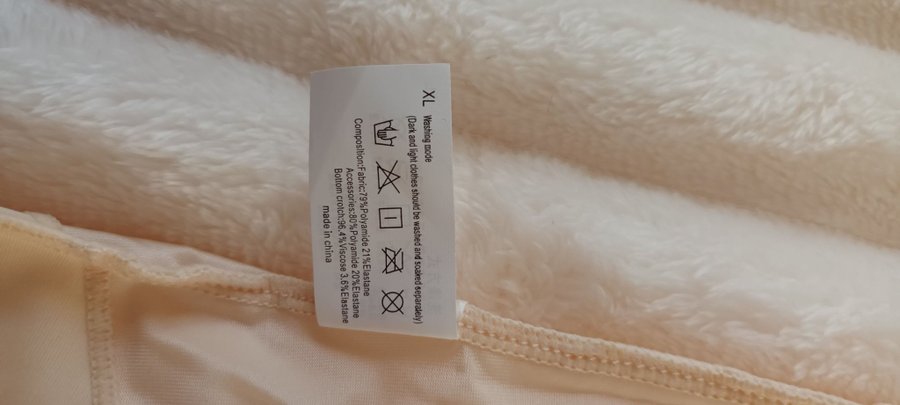 XL
Washing mode
(Dark and light clothes should be washed and soaked separately)
Composition:Fabric:79%Polyamide 21%Elastane
Accessories:80%Polyamide 20%Elastane
Bottom crotch:96.4%Viscose 3.6%Elastane
made in china